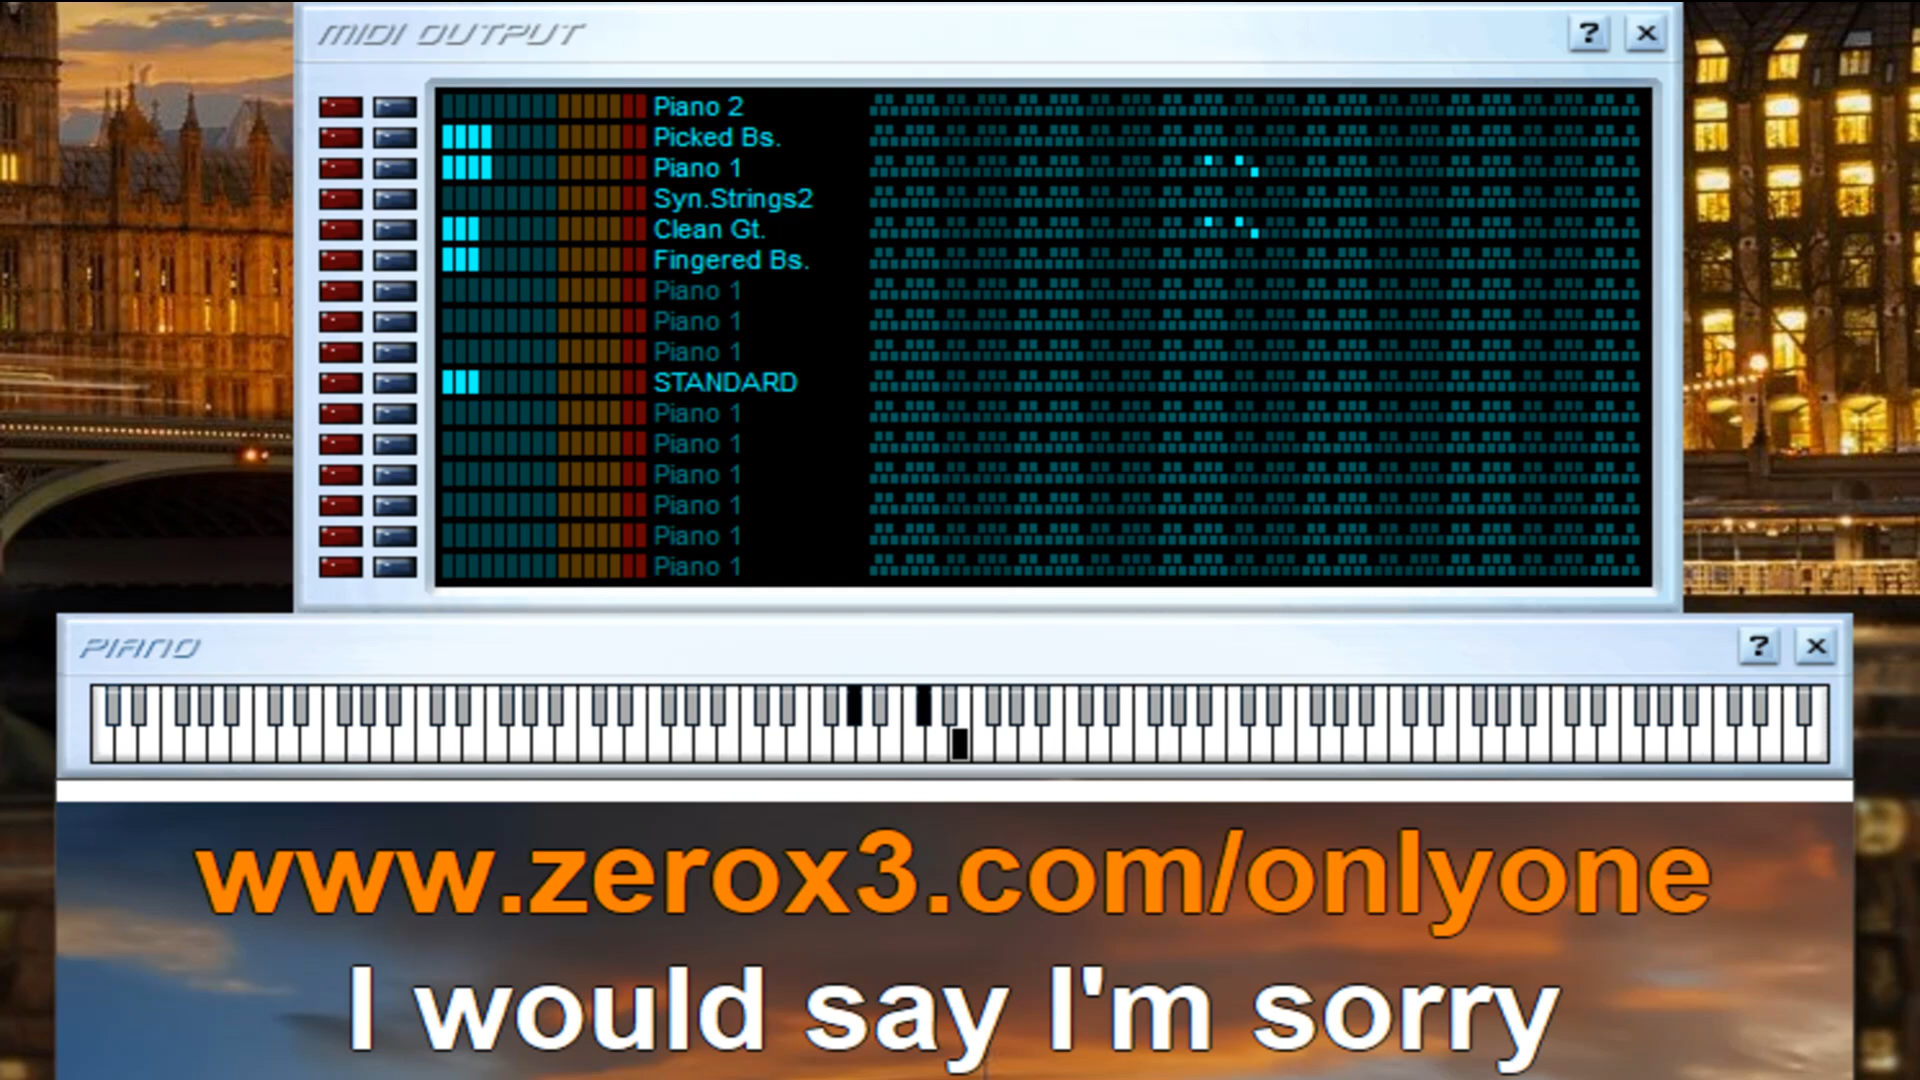 MIDI OUTPUT
? ×
Piano 2
Picked Bs.
Piano 1
Syn.Strings2
Clean Gt.
Fingered Bs.
Piano 1
Piano 1
Piano 1
STANDARD
Piano 1
Piano 1
Piano 1
Piano 1
Piano 1
Piano 1
PIANO
? ×
www.zerox3.com/onlyone
I would say I'm sorry